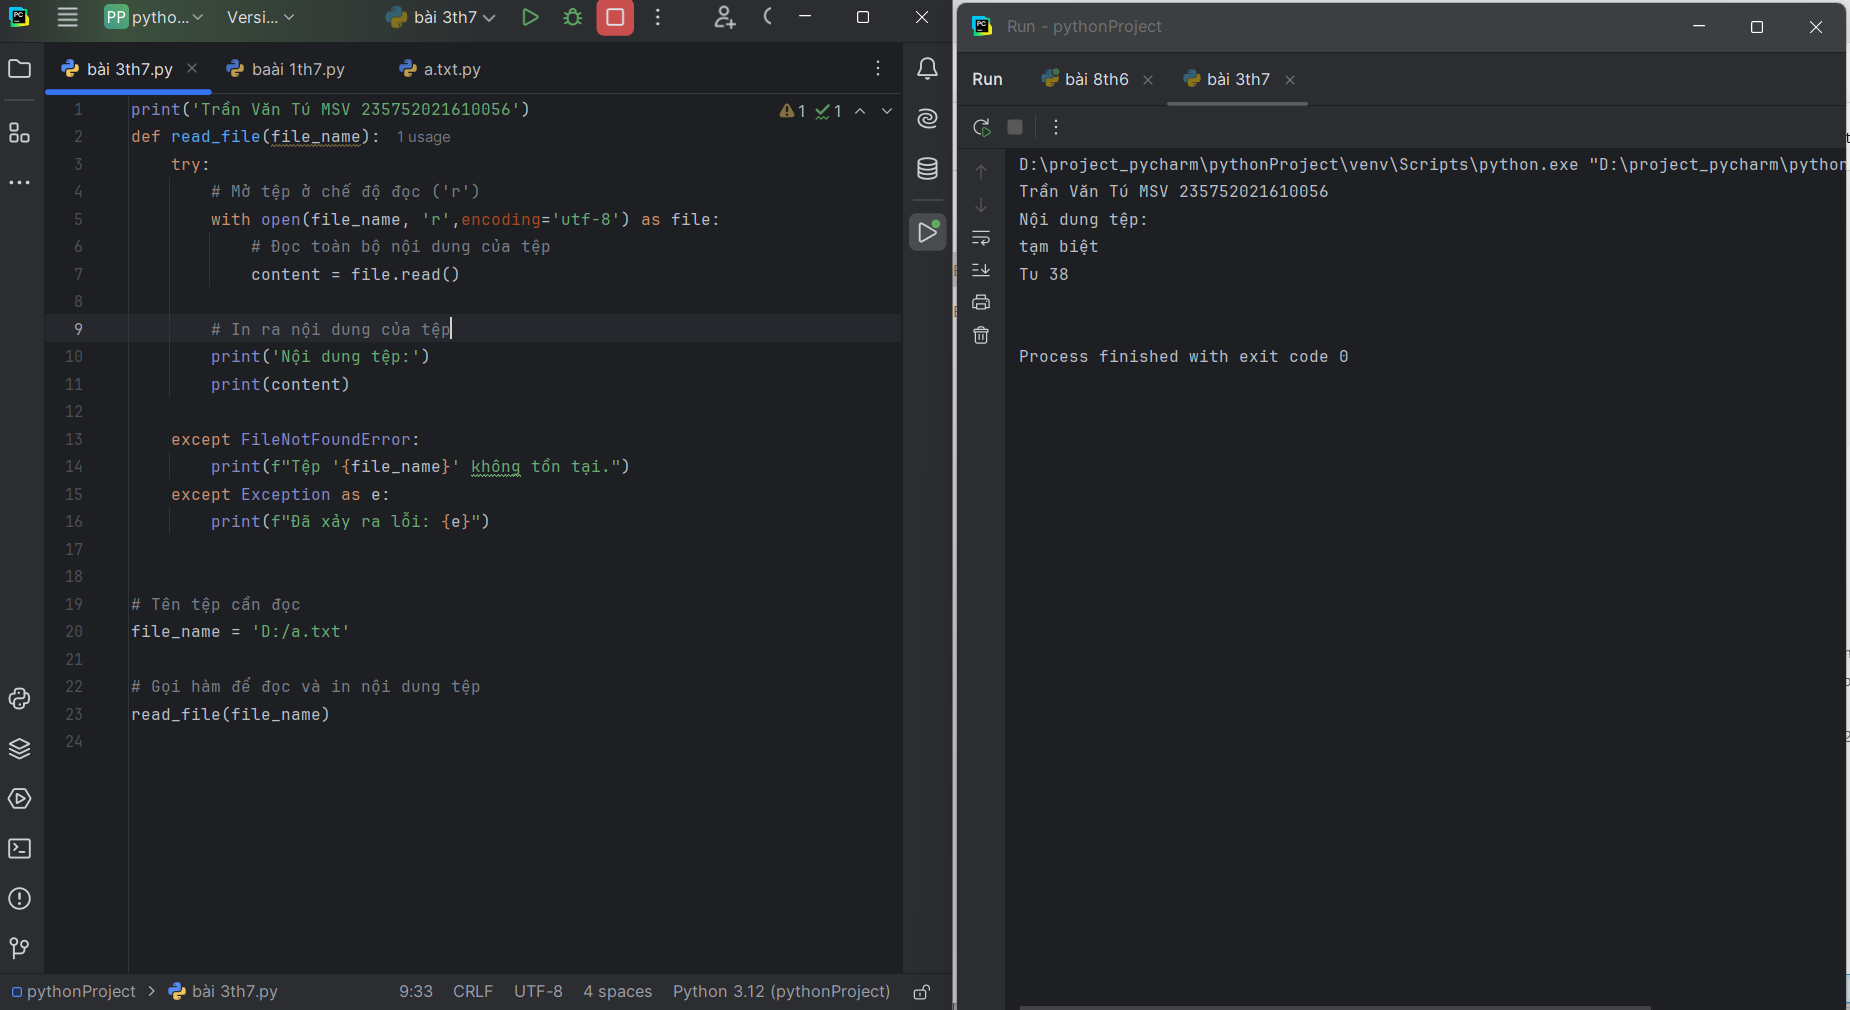 PP pytho... Versi... bài 3th7
bài 3th7.py baài 1th7.py a.txt.py
1 print('Trần Văn Tú MSV 235752021610056') 1 1
2 def read_file(file_name): 1 usage
3 try:
4 # Mở tệp ở chế độ đọc ('r')
5 with open(file_name, 'r',encoding='utf-8') as file:
6 # Đọc toàn bộ nội dung của tệp
7 content = file.read()
8
9 # In ra nội dung của tệp
10 print('Nội dung tệp:')
11 print(content)
12
13 except FileNotFoundError:
14 print(f"Tệp '{file_name}' không tồn tại.")
15 except Exception as e:
16 print(f"Đã xảy ra lỗi: {e}")
17
18
19 # Tên tệp cần đọc
20 file_name = 'D:/a.txt'
21
22 # Gọi hàm để đọc và in nội dung tệp
23 read_file(file_name)
24
pythonProject > bài 3th7.py 9:33 CRLF UTF-8 4 spaces Python 3.12 (pythonProject)
Run - pythonProject
Run bài 8th6 bài 3th7
D:\project_pycharm\pythonProject\venv\Scripts\python.exe "D:\project_pycharm\python
Trần Văn Tú MSV 235752021610056
Nội dung tệp:
tạm biệt
Tu 38
Process finished with exit code 0